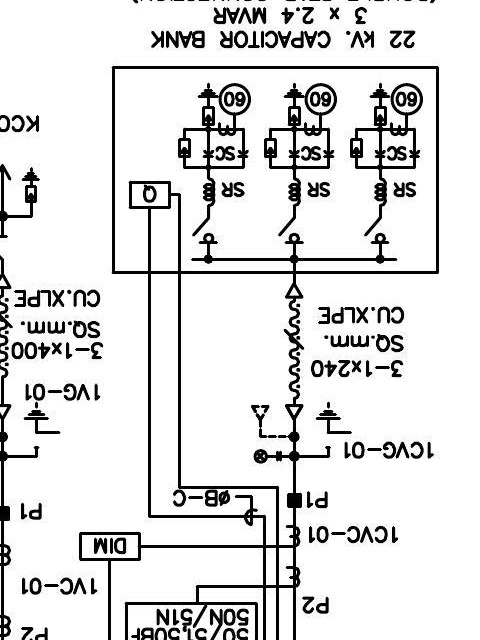 50/51,50BF
50N/51N
P2
P2
1CVC-01
DIM
1VC-01
P1
ØB-C
P1
1CVG-01
1VG-01
3-1x240
SQ.mm.
CU.XLPE
3-1x400
SQ.mm.
CU.XLPE
Q
SR
SR
SR
SC
SC
SC
60
60
60
22 kV. CAPACITOR BANK
3 x 2.4 MVAR